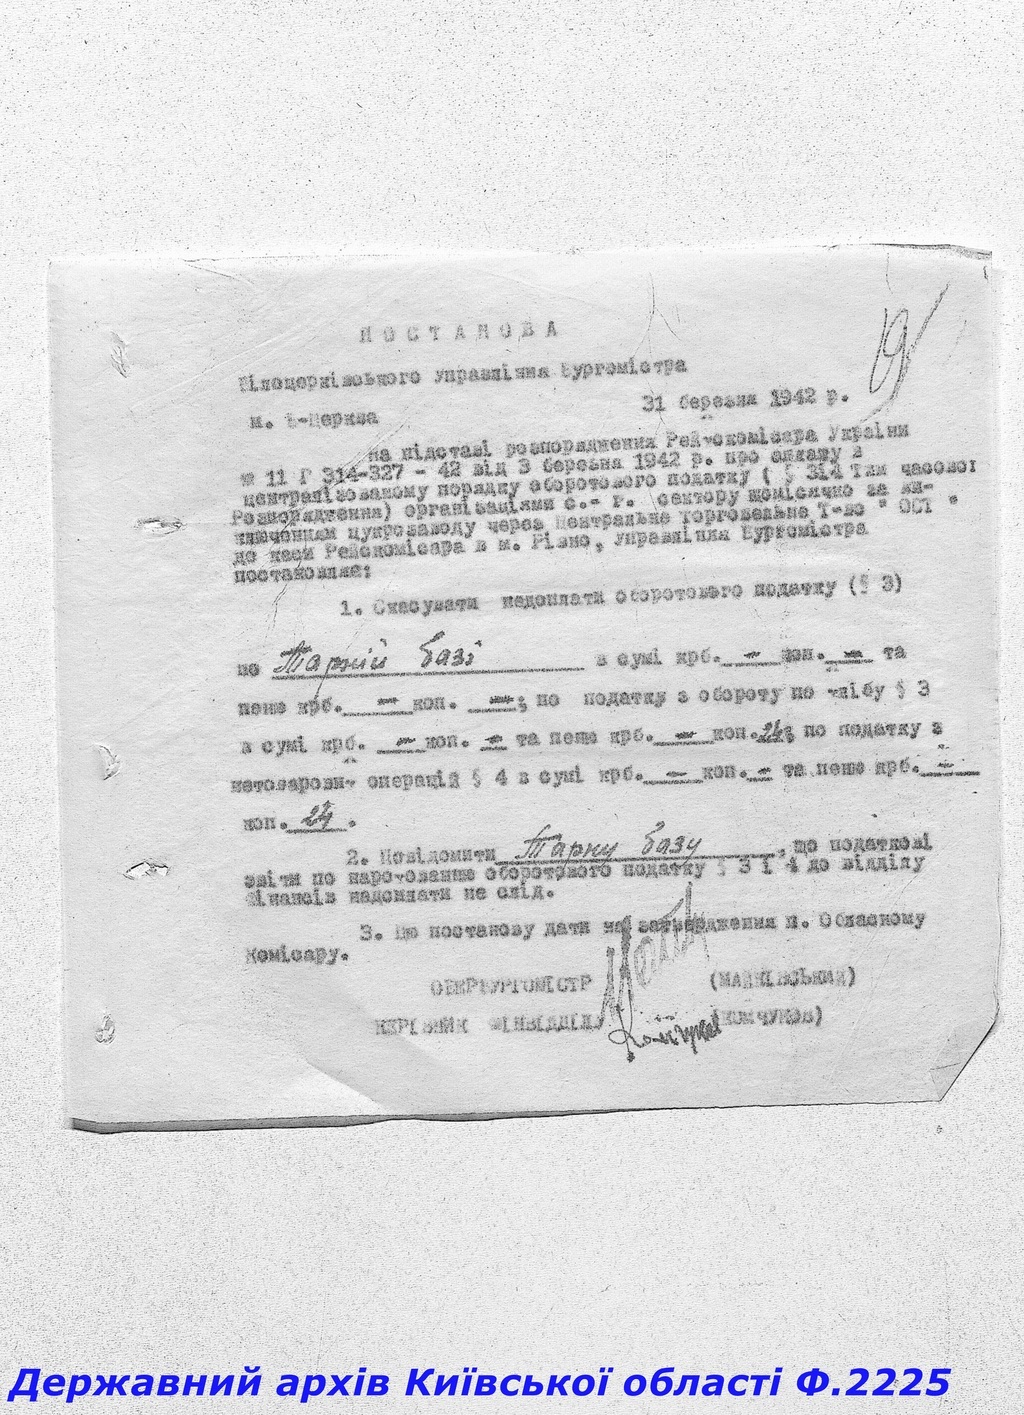 19
ПОСТАНОВА
Білоцерківського Управління Бургомістра
м. Б-Церква 31 березня 1942 р.
на підставі розпорядження Рейхскомісара України
№ 11 Г 314-327 - 42 від 3 березня 1942 р. про сплату в
централізованому порядку оборотового податку ( § 314 Тим часової
Розпорядження) організаціями с.- г. сектору щомісячно за ви-
ключенням цукрозаводу через Центральне Торговельне Т-во " ОСТ "
до каси Рейхскомісара в м. Рівно, Управління Бургомістра
постановляє:
1. Скасувати недоплати оборотового податку (§ 3)
по Тарній базі в сумі крб. - коп. - та
пеню крб. - коп. -; по податку з обороту по хлібу § 3
в сумі крб. - коп. - та пеню крб. - коп. 24; по податку з
нетоварових операцій § 4 в сумі крб. - коп. - та пеню крб. -
коп. 24.
2. Повідомити Тарну базу, що податкові
звіти по нарахованню оборотового податку § 3 і 4 до відділу
Фінансів надсилати не слід.
3. Цю постанову дати на затвердження п. Обласному
Комісару.
ОБЕРБУРГОМІСТР (МАЙКІВСЬКИЙ)
КЕРІВНИК ФІНВІДДІЛУ (КОМЧУКОВ)
Державний архів Київської області Ф.2225